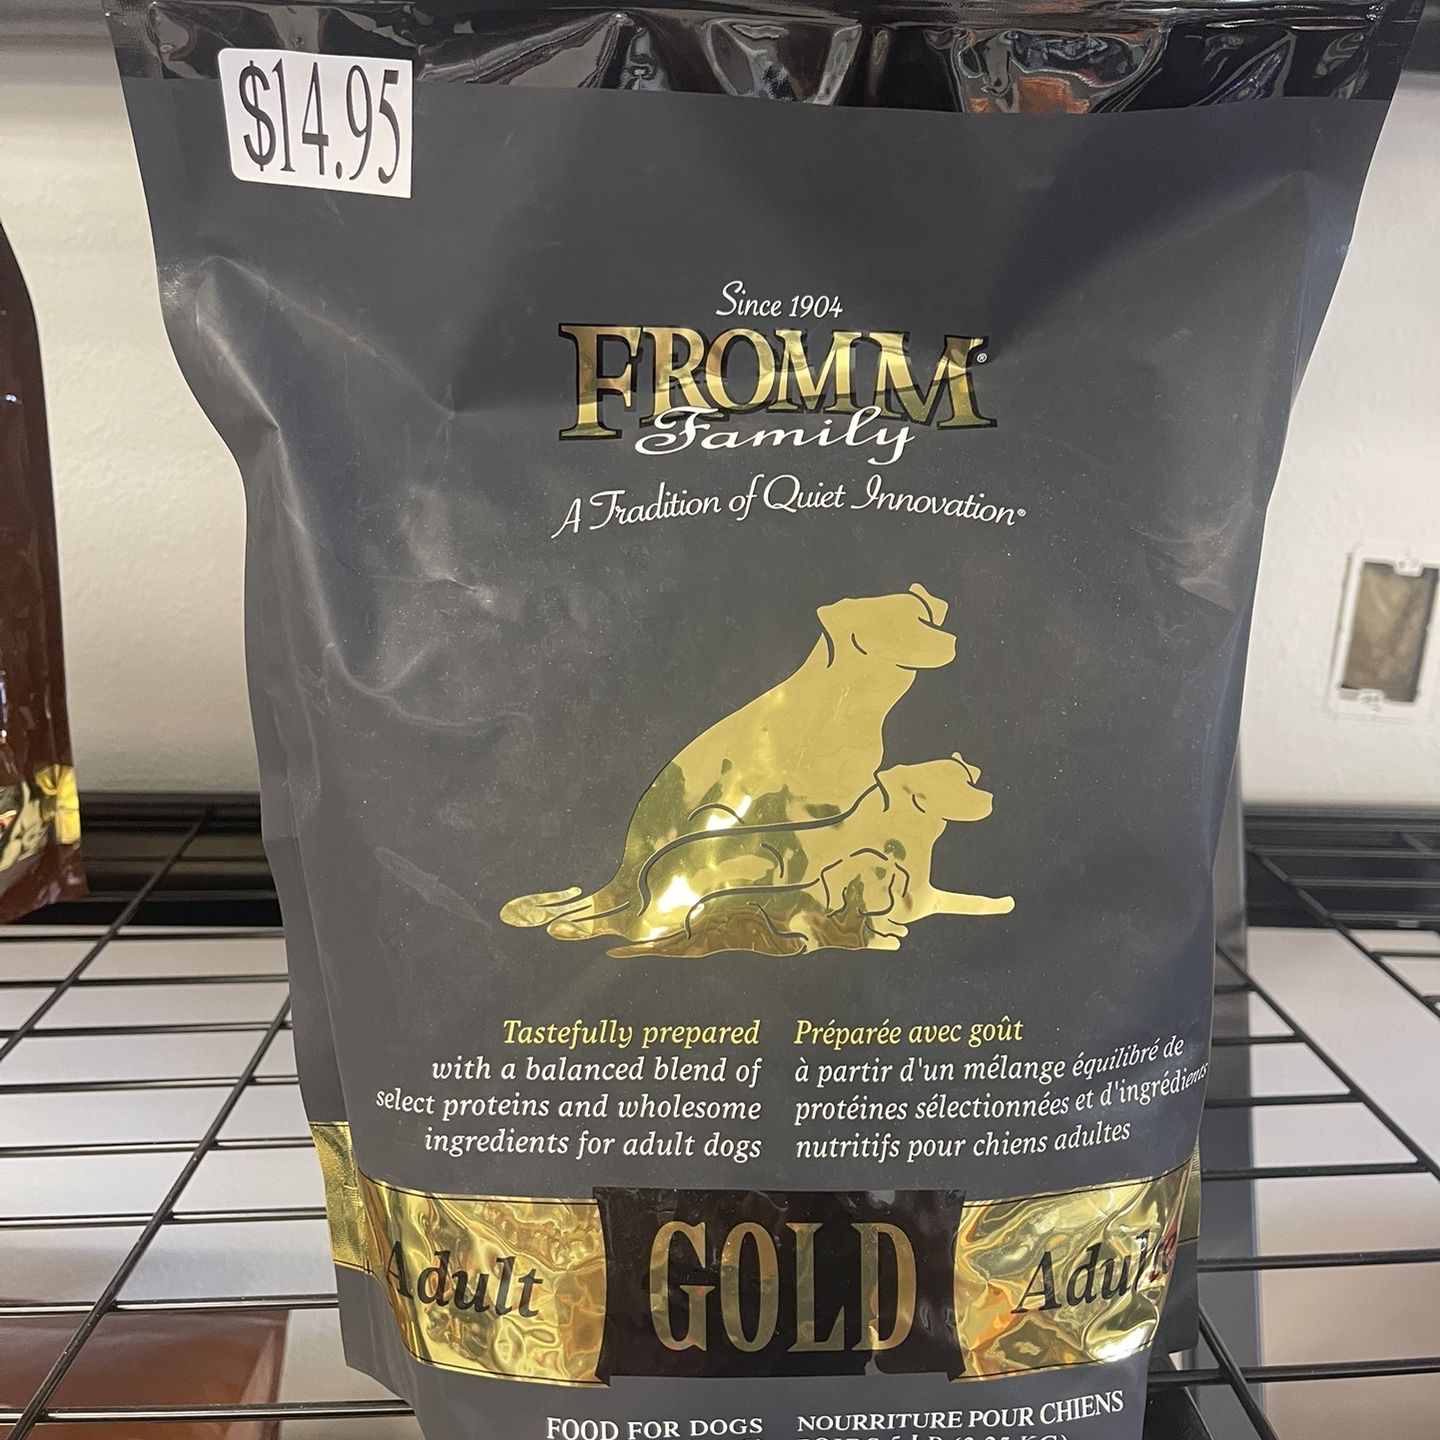 $14.95
Since 1904
FROMM®
Family
A Tradition of Quiet Innovation®
Tastefully prepared
with a balanced blend of
select proteins and wholesome
ingredients for adult dogs
Préparée avec goût
à partir d'un mélange équilibré de
protéines sélectionnées et d'ingrédients
nutritifs pour chiens adultes
Adult
GOLD
Adulte
FOOD FOR DOGS
NOURRITURE POUR CHIENS